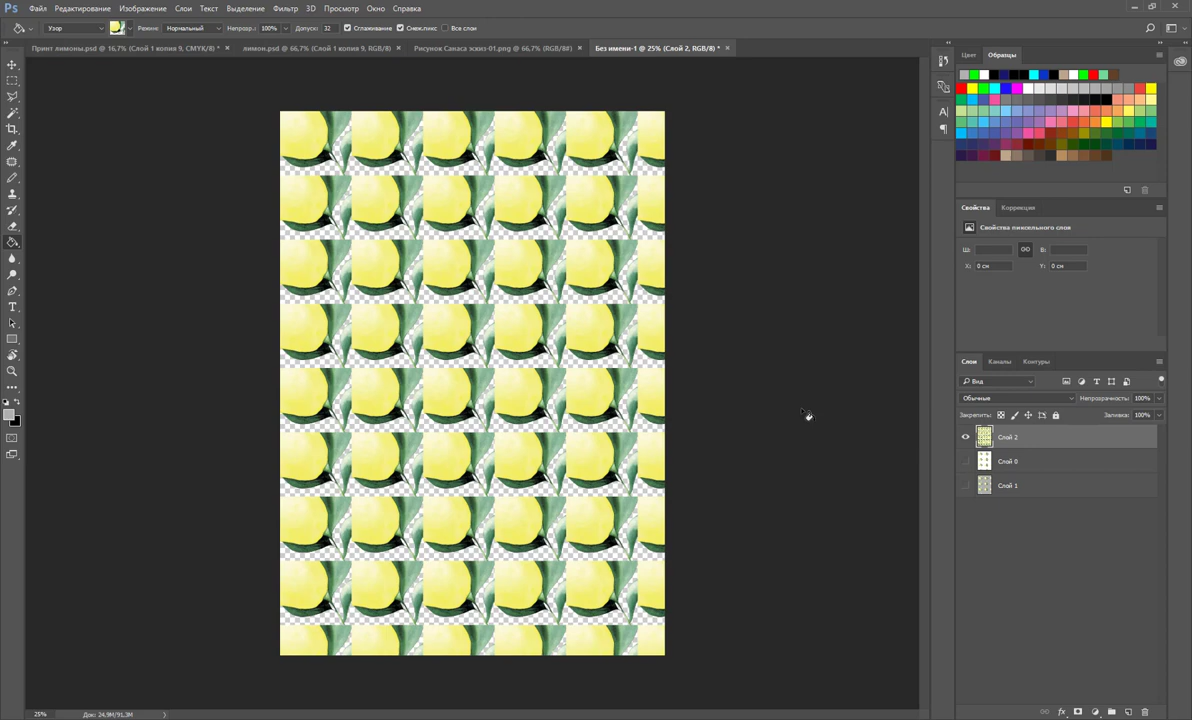 Ps Файл Редактирование Изображение Слои Текст Выделение Фильтр 3D Просмотр Окно Справка
Узор Режим: Нормальный Непрозр.: 100% Допуск: 32 Сглаживание Смеж.пикс Все слои
Принт лимоны.psd @ 16,7% (Слой 1 копия 9, CMYK/8) * × лимон.psd @ 66,7% (Слой 1 копия 9, RGB/8) × Рисунок Санаса эскиз-01.png @ 66,7% (RGB/8#) × Без имени-1 @ 25% (Слой 2, RGB/8) * ×
Цвет Образцы
Свойства Коррекция
Свойства пиксельного слоя
Ш: В:
X: 0 см Y: 0 см
Слои Каналы Контуры
Вид
Обычные Непрозрачность: 100%
Закрепить: Заливка: 100%
Слой 2
Слой 0
Слой 1
25% Док: 24,9M/91,3M